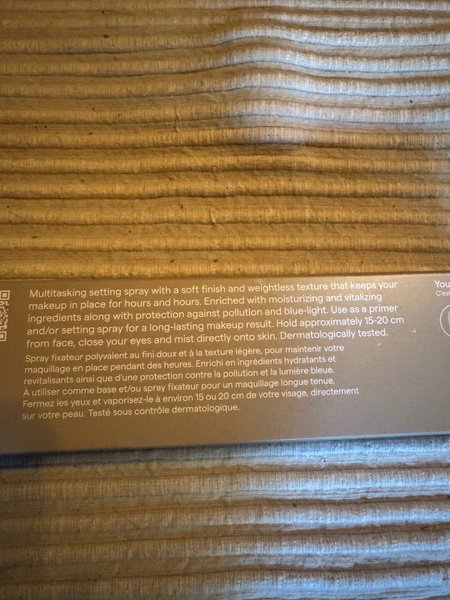 Multitasking setting spray with a soft finish and weightless texture that keeps your
makeup in place for hours and hours. Enriched with moisturizing and vitalizing
ingredients along with protection against pollution and blue-light. Use as a primer
and/or setting spray for a long-lasting makeup result. Hold approximately 15-20 cm
from face, close your eyes and mist directly onto skin. Dermatologically tested.
Spray fixateur polyvalent au fini doux et à la texture légère, pour maintenir votre
maquillage en place pendant des heures. Enrichi en ingrédients hydratants et
revitalisants ainsi que d'une protection contre la pollution et la lumière bleue.
À utiliser comme base et/ou spray fixateur pour un maquillage longue tenue.
Fermez les yeux et vaporisez-le à environ 15 ou 20 cm de votre visage, directement
sur votre peau. Testé sous contrôle dermatologique.
You
C'es